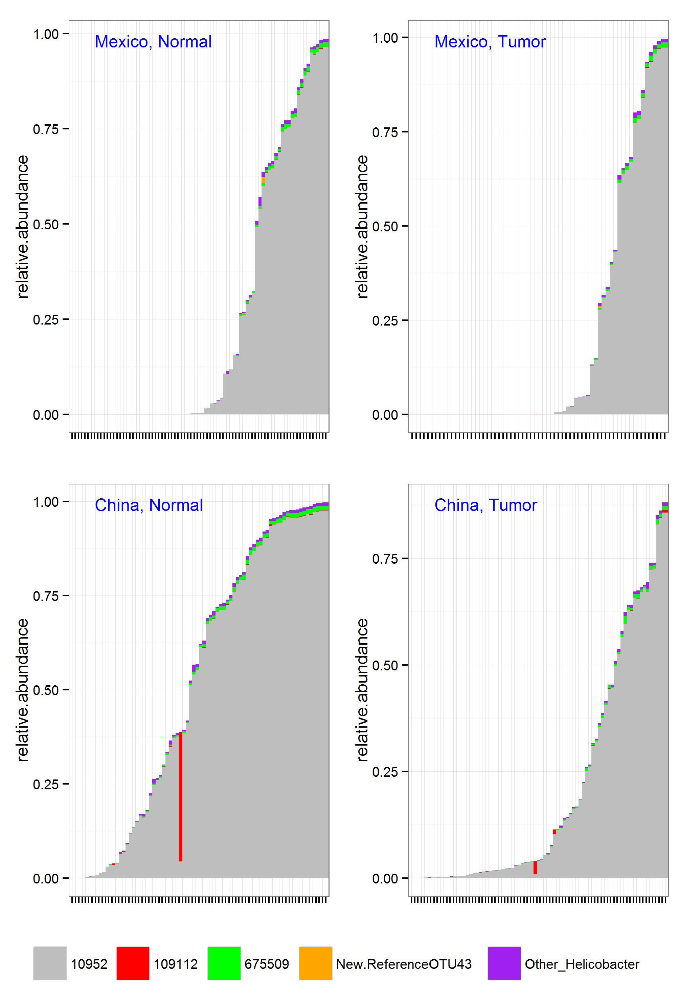 Mexico, Normal
1.00
0.75
0.50
0.25
0.00
relative.abundance
Mexico, Tumor
1.00
0.75
0.50
0.25
0.00
relative.abundance
China, Normal
1.00
0.75
0.50
0.25
0.00
relative.abundance
China, Tumor
0.75
0.50
0.25
0.00
relative.abundance
10952 109112 675509 New.ReferenceOTU43 Other_Helicobacter